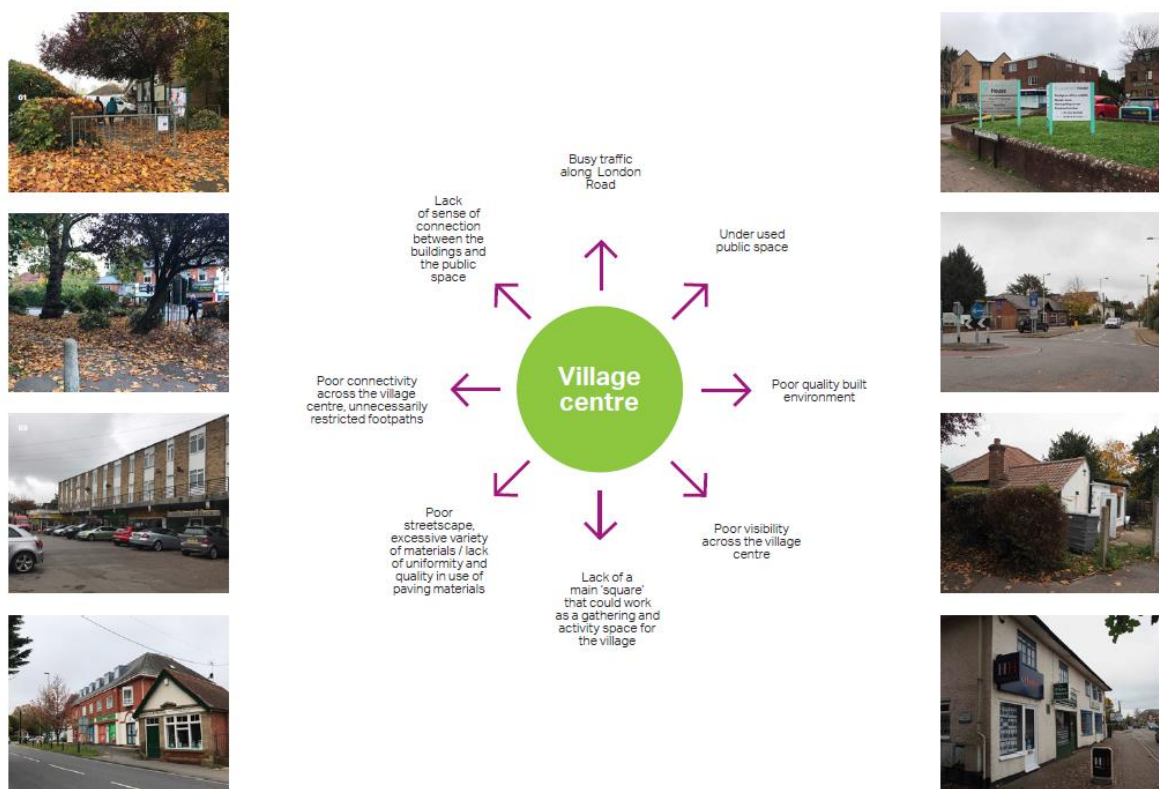 Busy traffic
along London
Road
Under used
public space
Poor quality built
environment
Poor visibility
across the village
centre
Lack of a
main ‘square’
that could work
as a gathering and
activity space for
the village
Poor
streetscape,
excessive variety
of materials / lack
of uniformity and
quality in use of
paving materials
Poor connectivity
across the village
centre, unnecessarily
restricted footpaths
Lack
of sense of
connection
between the
buildings and
the public
space
Village
centre
01
03
House